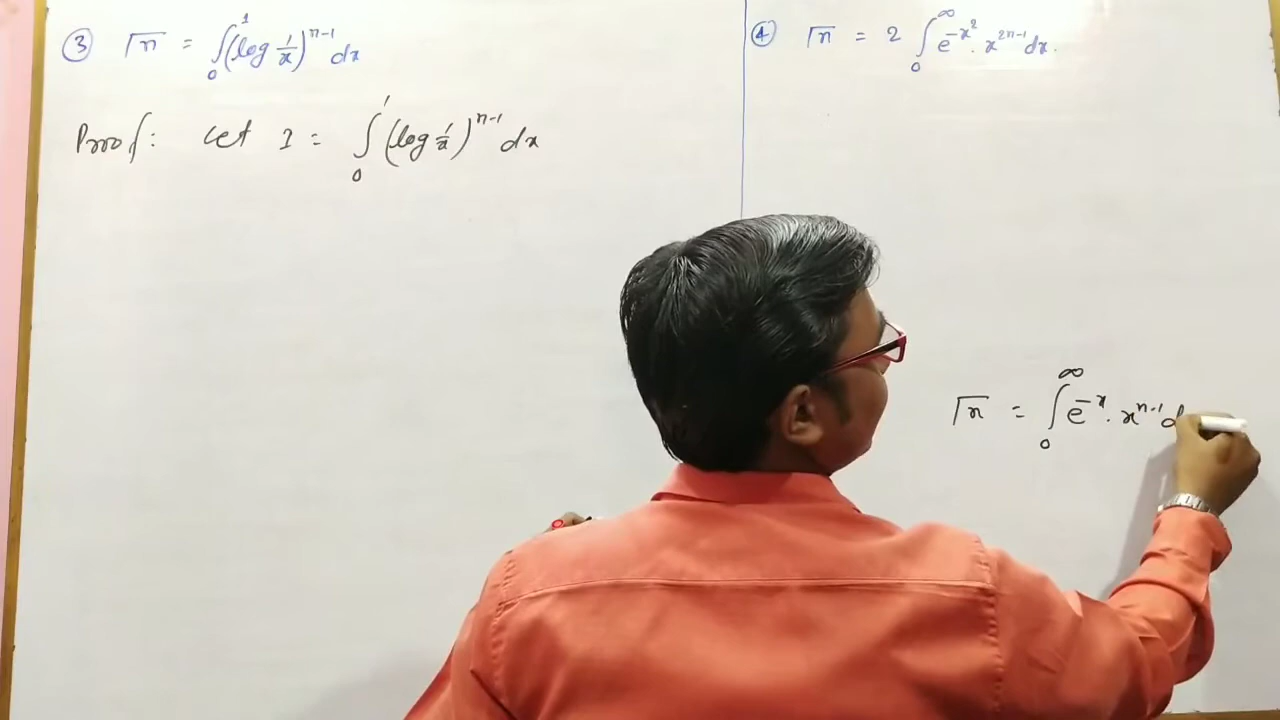 ③ Γn = ∫₀¹ (log 1/x)ⁿ⁻¹ dx
Proof: Let I = ∫₀¹ (log 1/x)ⁿ⁻¹ dx
④ Γn = 2 ∫₀^∞ e^(-x²) · x²ⁿ⁻¹ dx.
Γn = ∫₀^∞ e⁻ˣ · xⁿ⁻¹ d